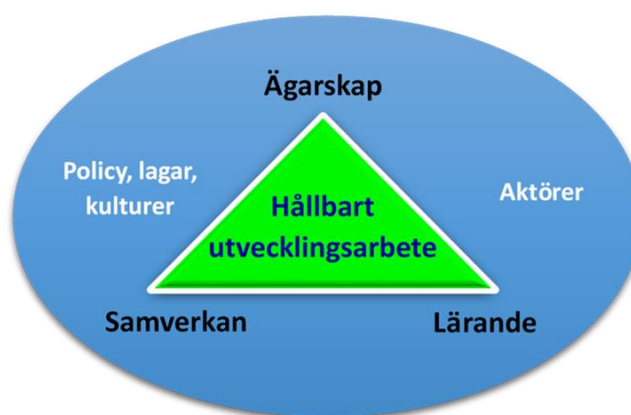 Ägarskap
Policy, lagar,
kulturer
Aktörer
Hållbart
utvecklingsarbete
Samverkan
Lärande